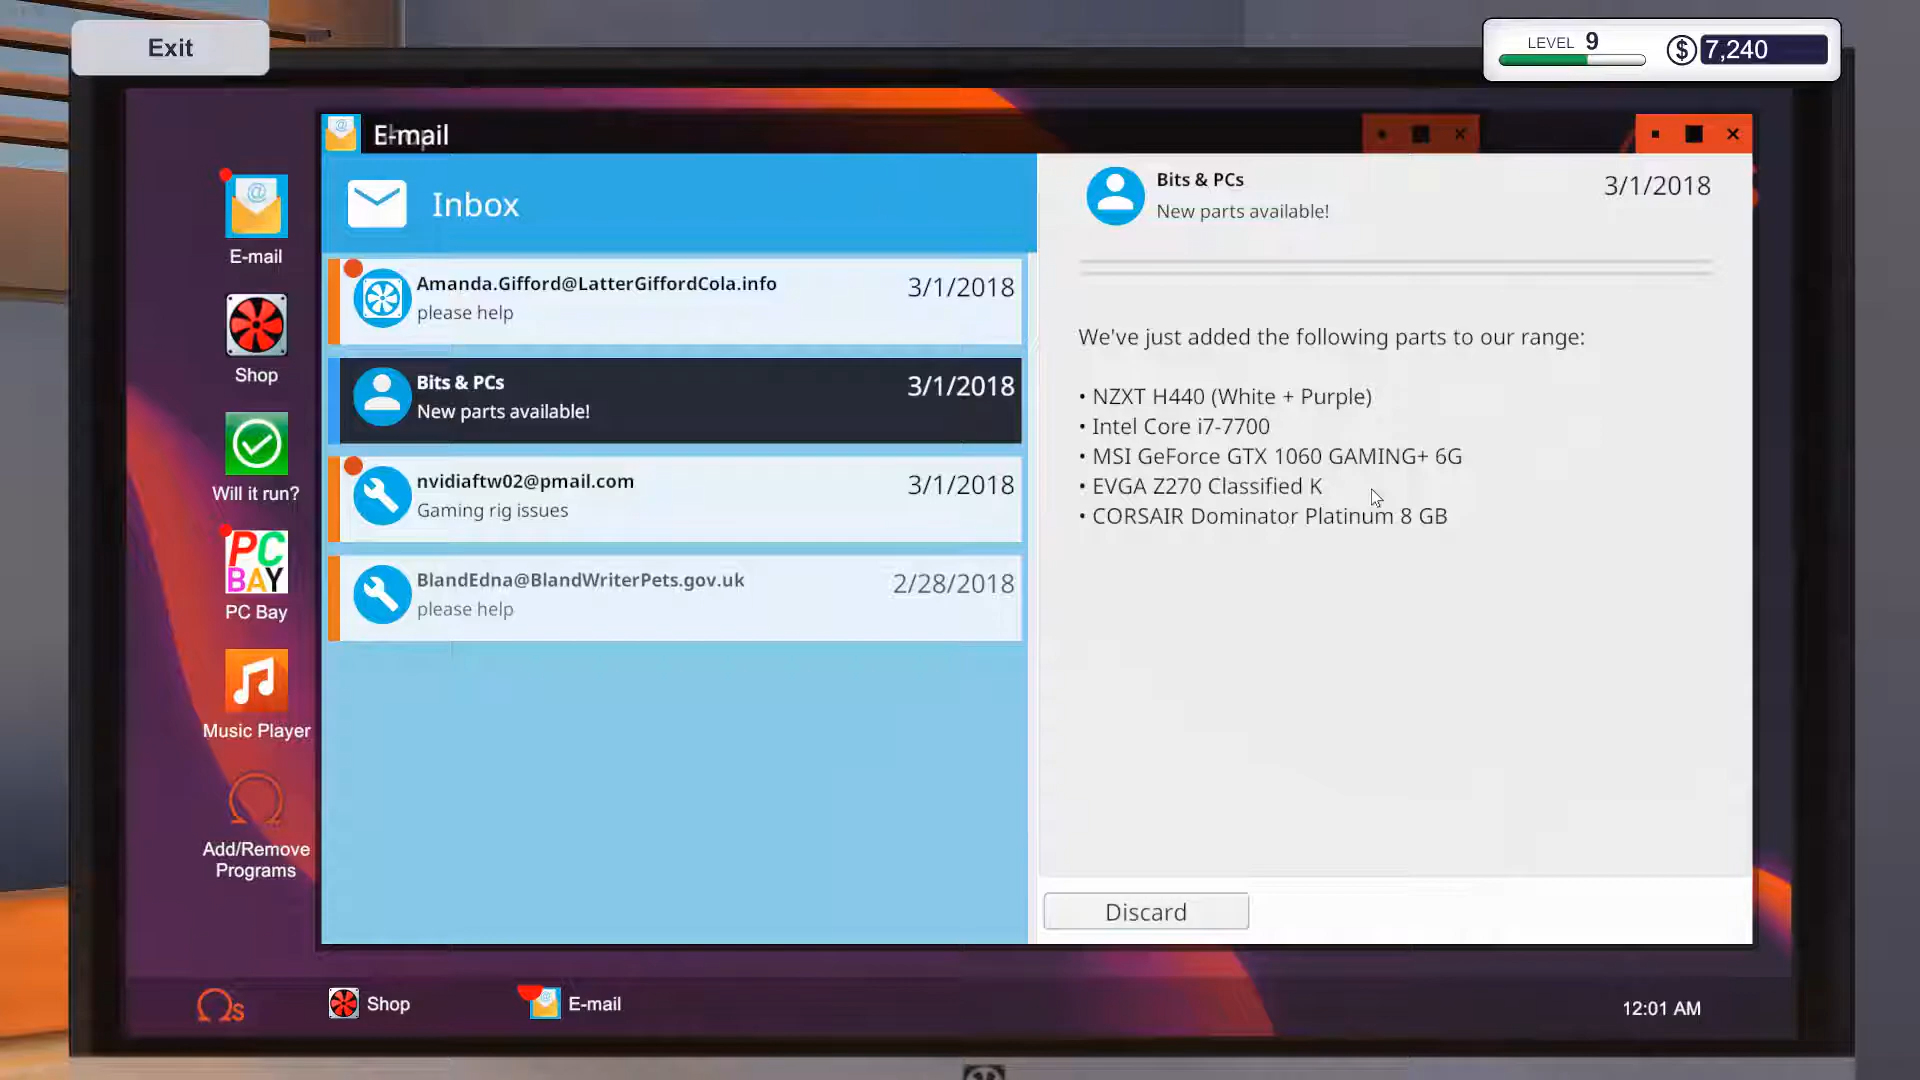 Exit
LEVEL 9
$ 7,240
E-mail
Inbox
Amanda.Gifford@LatterGiffordCola.info
3/1/2018
please help
Bits & PCs
3/1/2018
New parts available!
nvidiaftw02@pmail.com
3/1/2018
Gaming rig issues
BlandEdna@BlandWriterPets.gov.uk
2/28/2018
please help
Bits & PCs
3/1/2018
New parts available!
We've just added the following parts to our range:
• NZXT H440 (White + Purple)
• Intel Core i7-7700
• MSI GeForce GTX 1060 GAMING+ 6G
• EVGA Z270 Classified K
• CORSAIR Dominator Platinum 8 GB
Discard
E-mail
Shop
Will it run?
PC
BAY
PC Bay
Music Player
Add/Remove
Programs
Ωs
Shop
E-mail
12:01 AM